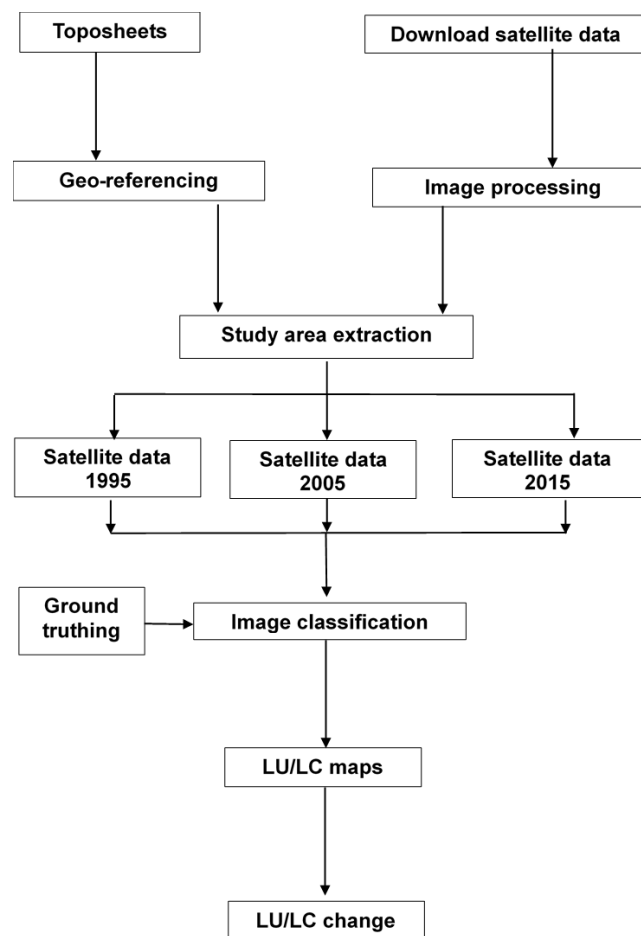 Toposheets
Download satellite data
Geo-referencing
Image processing
Study area extraction
Satellite data
1995
Satellite data
2005
Satellite data
2015
Ground
truthing
Image classification
LU/LC maps
LU/LC change